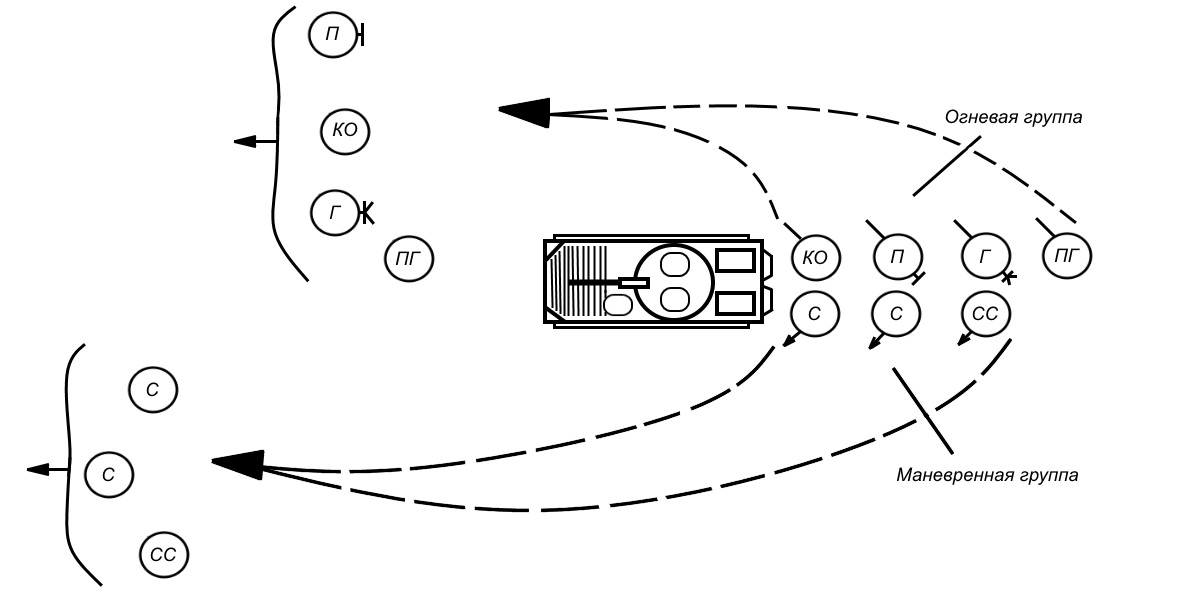 П
КО
Г
ПГ
Огневая группа
КО
П
Г
ПГ
С
С
СС
С
С
СС
Маневренная группа